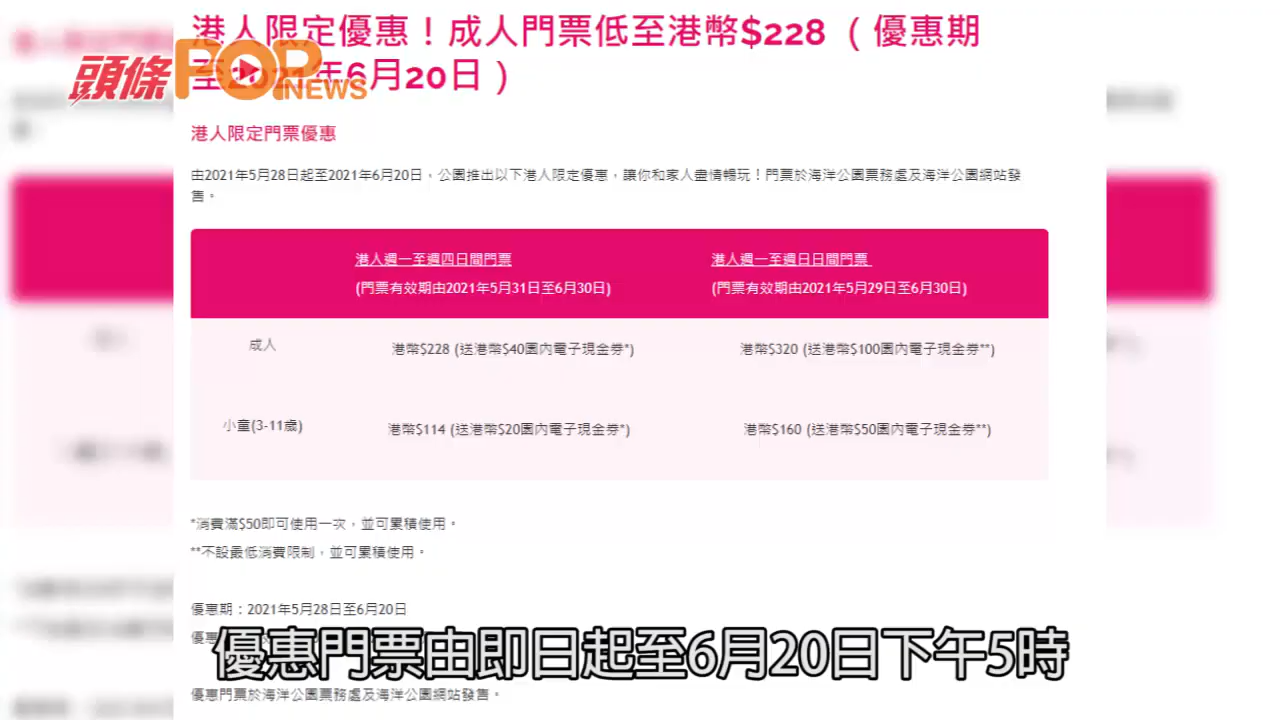 港人限定優惠！成人門票低至港幣$228 （優惠期
至2021年6月20日）
頭條POPNEWS
港人限定門票優惠
由2021年5月28日起至2021年6月20日，公園推出以下港人限定優惠，讓你和家人盡情暢玩！門票於海洋公園票務處及海洋公園網站發
售。
港人週一至週四日間門票 港人週一至週日日間門票
(門票有效期由2021年5月31日至6月30日) (門票有效期由2021年5月29日至6月30日)
成人 港幣$228 (送港幣$40園內電子現金券*) 港幣$320 (送港幣$100園內電子現金券**)
小童(3-11歲) 港幣$114 (送港幣$20園內電子現金券*) 港幣$160 (送港幣$50園內電子現金券**)
*消費滿$50即可使用一次，並可累積使用。
**不設最低消費限制，並可累積使用。
優惠期：2021年5月28日至6月20日
優惠門票由即日起至6月20日下午5時
優惠門票於海洋公園票務處及海洋公園網站發售。